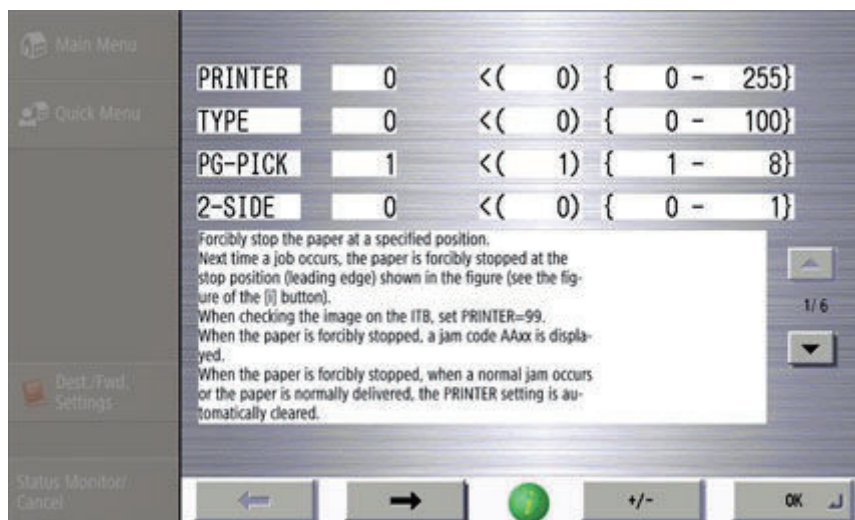 Main Menu
Quick Menu
PRINTER 0 <( 0) { 0 - 255}
TYPE 0 <( 0) { 0 - 100}
PG-PICK 1 <( 1) { 1 - 8}
2-SIDE 0 <( 0) { 0 - 1}
Forcibly stop the paper at a specified position.
Next time a job occurs, the paper is forcibly stopped at the
stop position (leading edge) shown in the figure (see the fig-
ure of the [i] button).
When checking the image on the ITB, set PRINTER=99.
When the paper is forcibly stopped, a jam code AAxx is displa-
yed.
When the paper is forcibly stopped, when a normal jam occurs
or the paper is normally delivered, the PRINTER setting is au-
tomatically cleared.
1/6
Dest./Fwd.
Settings
Status Monitor/
Cancel
i
+/-
OK